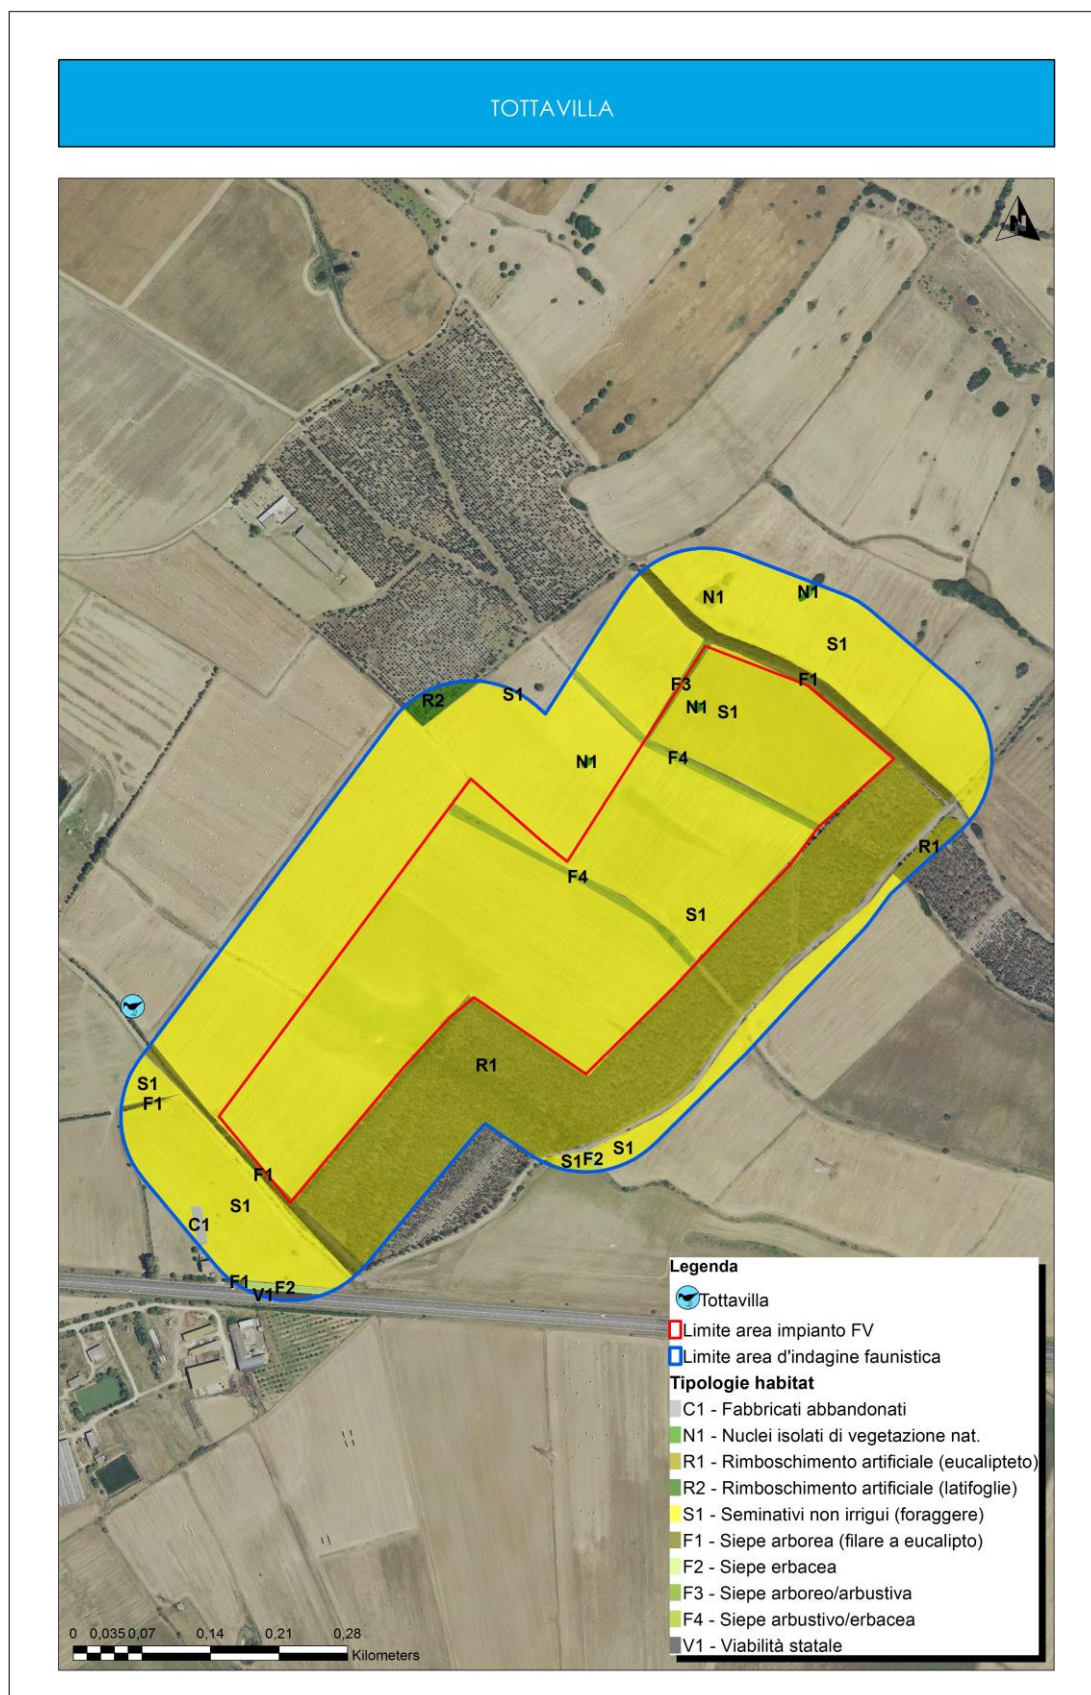 TOTTAVILLA
N
N1
N1
S1
F3
F1
R2
S1
N1
S1
F4
N1
R1
F4
S1
R1
S1
F1
S1
S1
F2
F1
S1
C1
F1
F2
V1
Legenda
Tottavilla
Limite area impianto FV
Limite area d'indagine faunistica
Tipologie habitat
C1 - Fabbricati abbandonati
N1 - Nuclei isolati di vegetazione nat.
R1 - Rimboschimento artificiale (eucalipteto)
R2 - Rimboschimento artificiale (latifoglie)
S1 - Seminativi non irrigui (foraggere)
F1 - Siepe arborea (filare a eucalipto)
F2 - Siepe erbacea
F3 - Siepe arboreo/arbustiva
F4 - Siepe arbustivo/erbacea
V1 - Viabilità statale
0 0,035 0,07 0,14 0,21 0,28
Kilometers